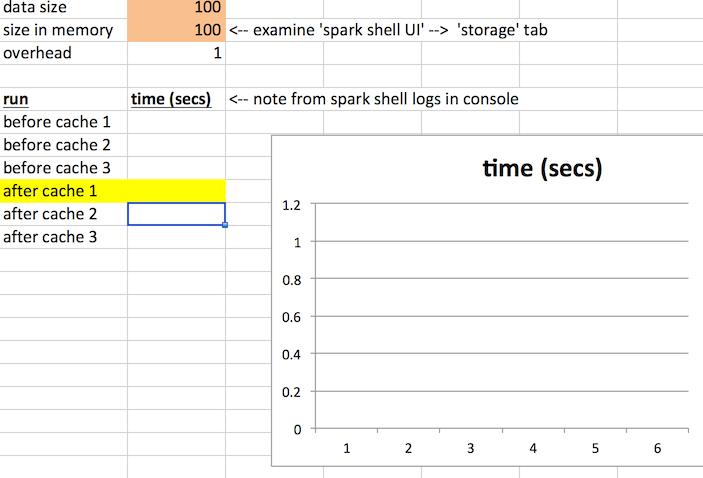 data size 100
size in memory 100 <-- examine 'spark shell UI' --> 'storage' tab
overhead 1
run time (secs) <-- note from spark shell logs in console
before cache 1
before cache 2
before cache 3
after cache 1
after cache 2
after cache 3
time (secs)
1.2
1
0.8
0.6
0.4
0.2
0
1 2 3 4 5 6